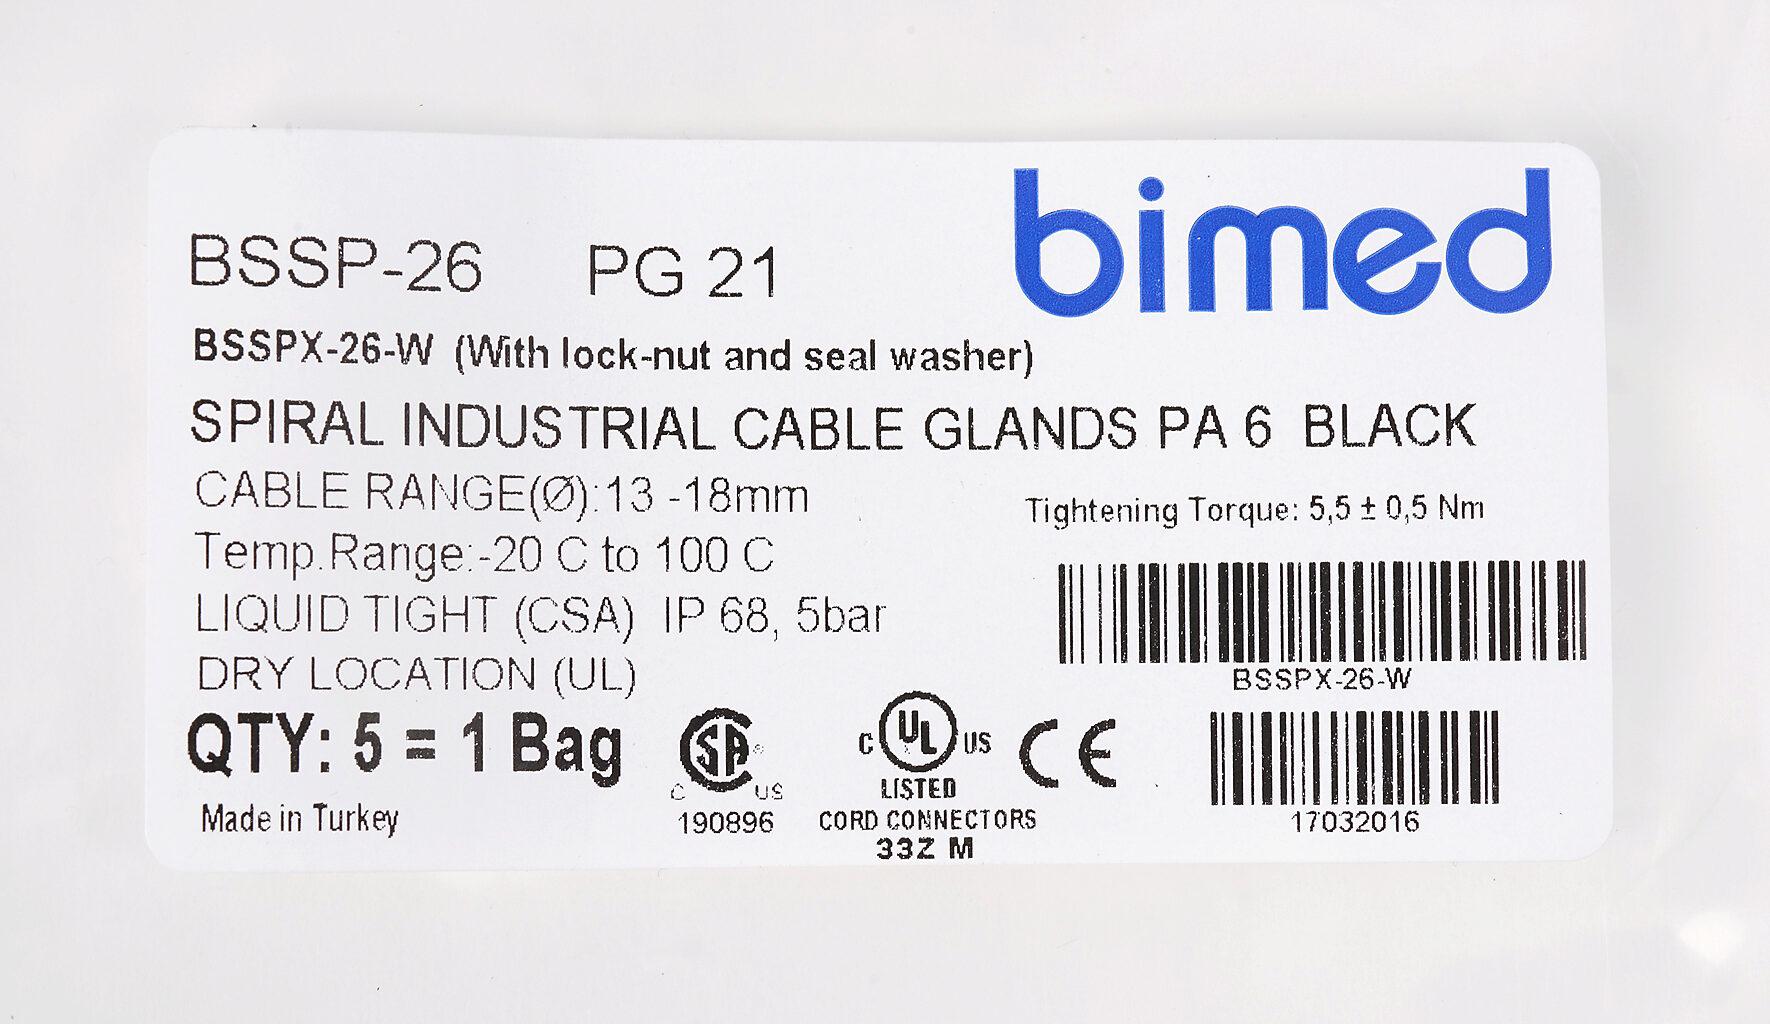 bimed
BSSP-26 PG 21
BSSPX-26-W (With lock-nut and seal washer)
SPIRAL INDUSTRIAL CABLE GLANDS PA 6 BLACK
CABLE RANGE(Ø):13 -18mm
Tightening Torque: 5,5 ± 0,5 Nm
Temp.Range:-20 C to 100 C
LIQUID TIGHT (CSA) IP 68, 5bar
DRY LOCATION (UL)
BSSPX-26-W
QTY: 5 = 1 Bag
SA ®
C US
190896
C UL US
LISTED
CORD CONNECTORS
33Z M
CE
17032016
Made in Turkey